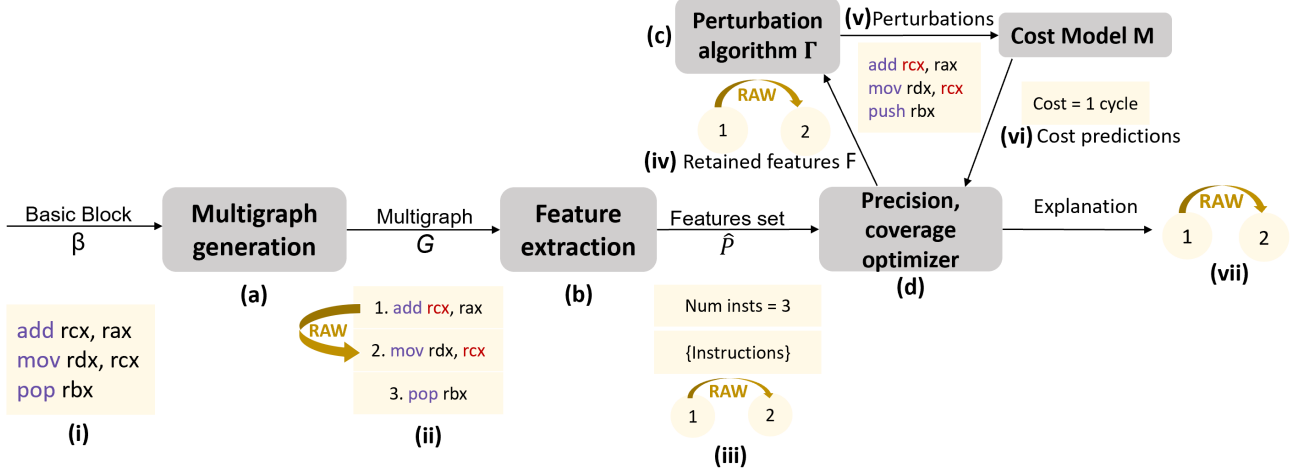 Perturbation
algorithm Γ
(c)
(v) Perturbations
Cost Model M
add rcx, rax
mov rdx, rcx
push rbx
RAW
1 2
(iv) Retained features F
Cost = 1 cycle
(vi) Cost predictions
Basic Block
β
Multigraph
generation
(a)
Multigraph
G
Feature
extraction
(b)
Features set
P̂
Precision,
coverage
optimizer
(d)
Explanation
RAW
1 2
(vii)
add rcx, rax
mov rdx, rcx
pop rbx
(i)
RAW
1. add rcx, rax
2. mov rdx, rcx
3. pop rbx
(ii)
Num insts = 3
{Instructions}
RAW
1 2
(iii)